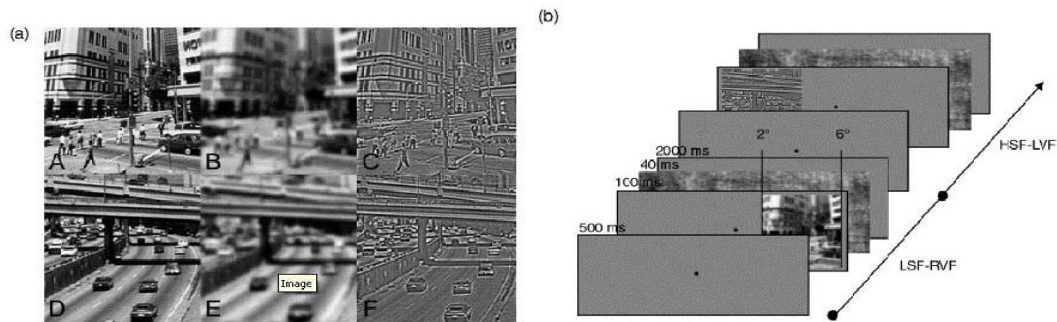 (a)
A B C
D E F
Image
(b)
2° 6°
2000 ms
40 ms
100 ms
500 ms
HSF-LVF
LSF-RVF